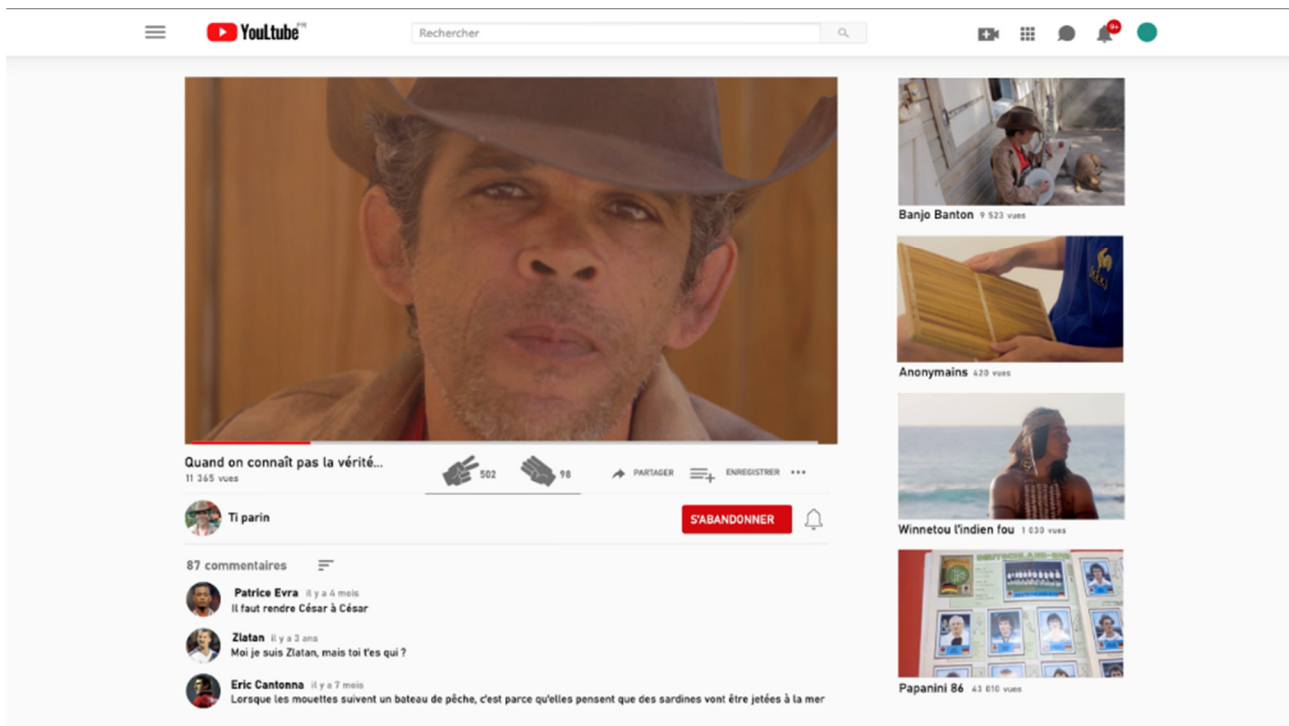 YouLtube FR
Rechercher
9+
Quand on connaît pas la vérité...
11 365 vues
502
98
PARTAGER
ENREGISTRER
Ti parin
S'ABANDONNER
87 commentaires
Patrice Evra il y a 4 mois
Il faut rendre César à César
Zlatan il y a 3 ans
Moi je suis Zlatan, mais toi t'es qui ?
Eric Cantonna il y a 7 mois
Lorsque les mouettes suivent un bateau de pêche, c'est parce qu'elles pensent que des sardines vont être jetées à la mer
Banjo Banton 9 523 vues
Anonymains 420 vues
Winnetou l'indien fou 1 030 vues
DEUTSCHLAND-BRD
Papanini 86 43 010 vues